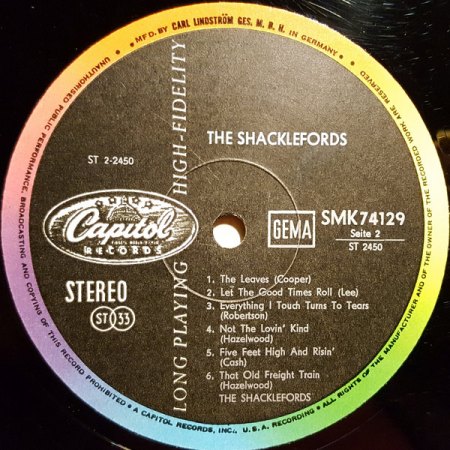 MFD. BY CARL LINDSTRÖM GES. M. B. H. IN GERMANY
UNAUTHORISED PUBLIC PERFORMANCE, BROADCASTING AND COPYING OF THIS RECORD PROHIBITED • A CAPITOL RECORDS, INC., U.S.A. RECORDING • ALL RIGHTS OF THE MANUFACTURER AND OF THE OWNER OF THE RECORDED WORK ARE RESERVED
LONG PLAYING HIGH-FIDELITY
THE SHACKLEFORDS
ST 2-2450
Capitol
RECORDS
GEMA
SMK 74129
Seite 2
ST 2450
STEREO
ST 33
1. The Leaves (Cooper)
2. Let The Good Times Roll (Lee)
3. Everything I Touch Turns To Tears
(Robertson)
4. Not The Lovin' Kind
(Hazelwood)
5. Five Feet High And Risin'
(Cash)
6. That Old Freight Train
(Hazelwood)
THE SHACKLEFORDS